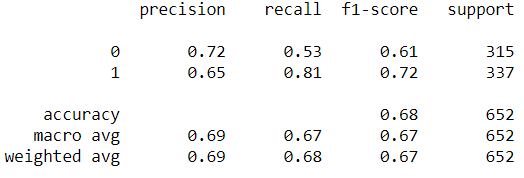 precision recall f1-score support
0 0.72 0.53 0.61 315
1 0.65 0.81 0.72 337
accuracy 0.68 652
macro avg 0.69 0.67 0.67 652
weighted avg 0.69 0.68 0.67 652